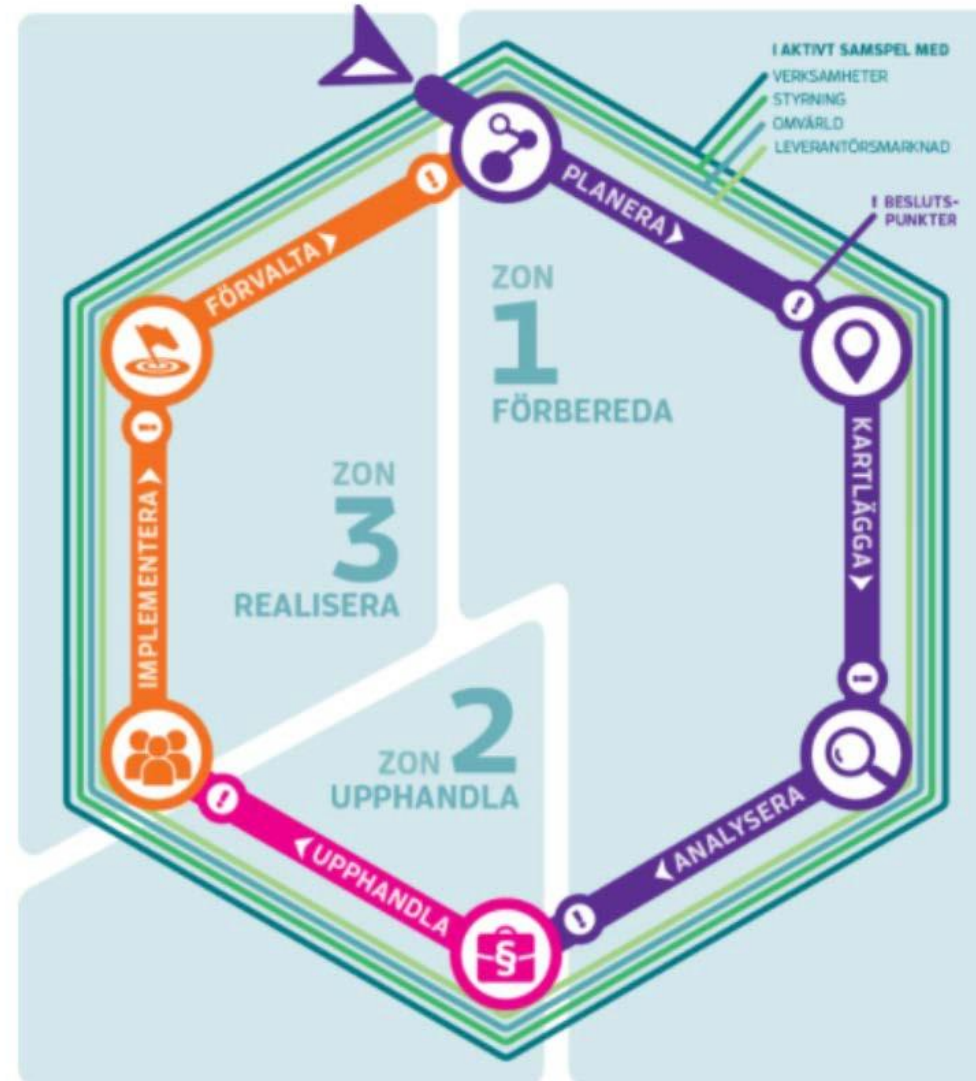 I AKTIVT SAMSPEL MED
VERKSAMHETER
STYRNING
OMVÄRLD
LEVERANTÖRSMARKNAD
! BESLUTS-
PUNKTER
PLANERA
KARTLÄGGA
ANALYSERA
UPPHANDLA
IMPLEMENTERA
FÖRVALTA
ZON
1
FÖRBEREDA
ZON 2
UPPHANDLA
ZON
3
REALISERA
!
!
!
!
!
!
§